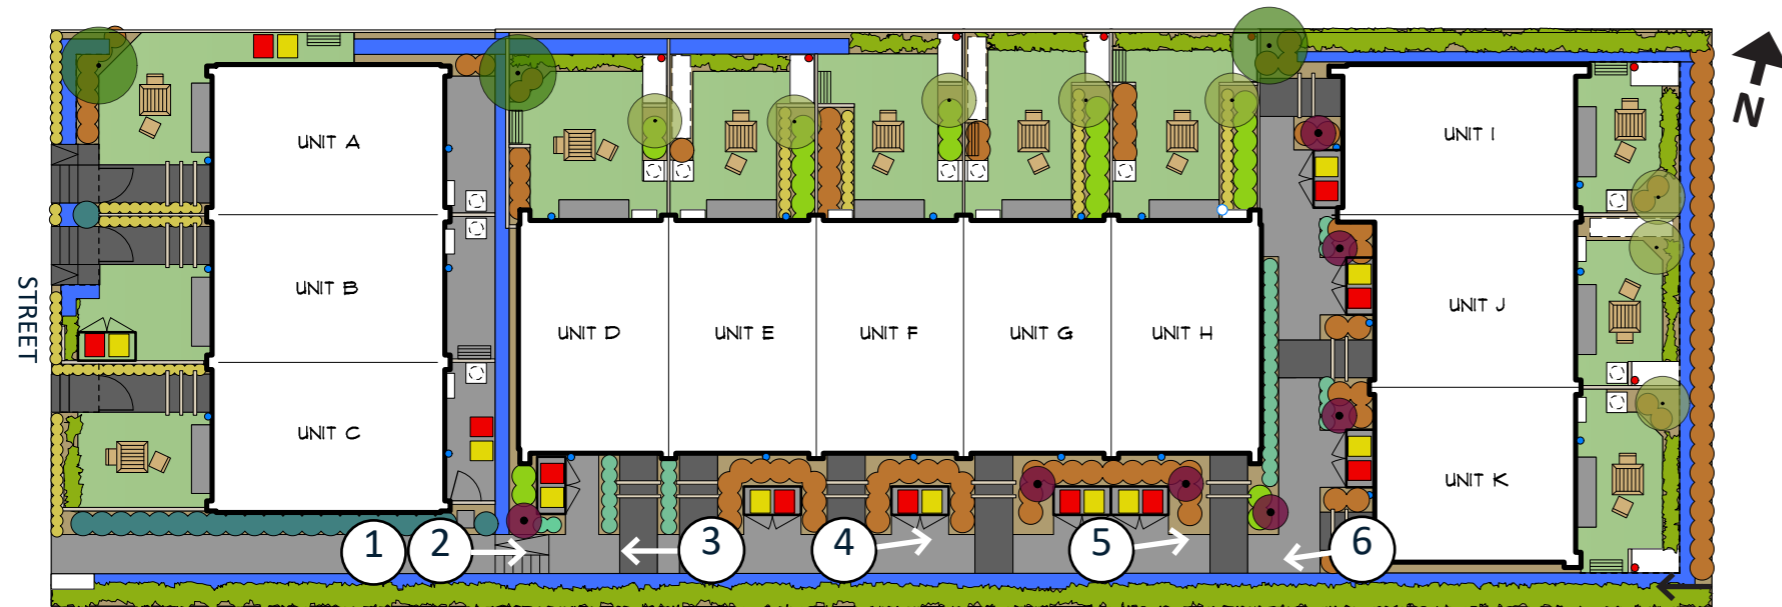 N
UNIT A
UNIT I
UNIT B
STREET
UNIT D
UNIT E
UNIT F
UNIT G
UNIT H
UNIT J
UNIT C
UNIT K
1
2
3
4
5
6